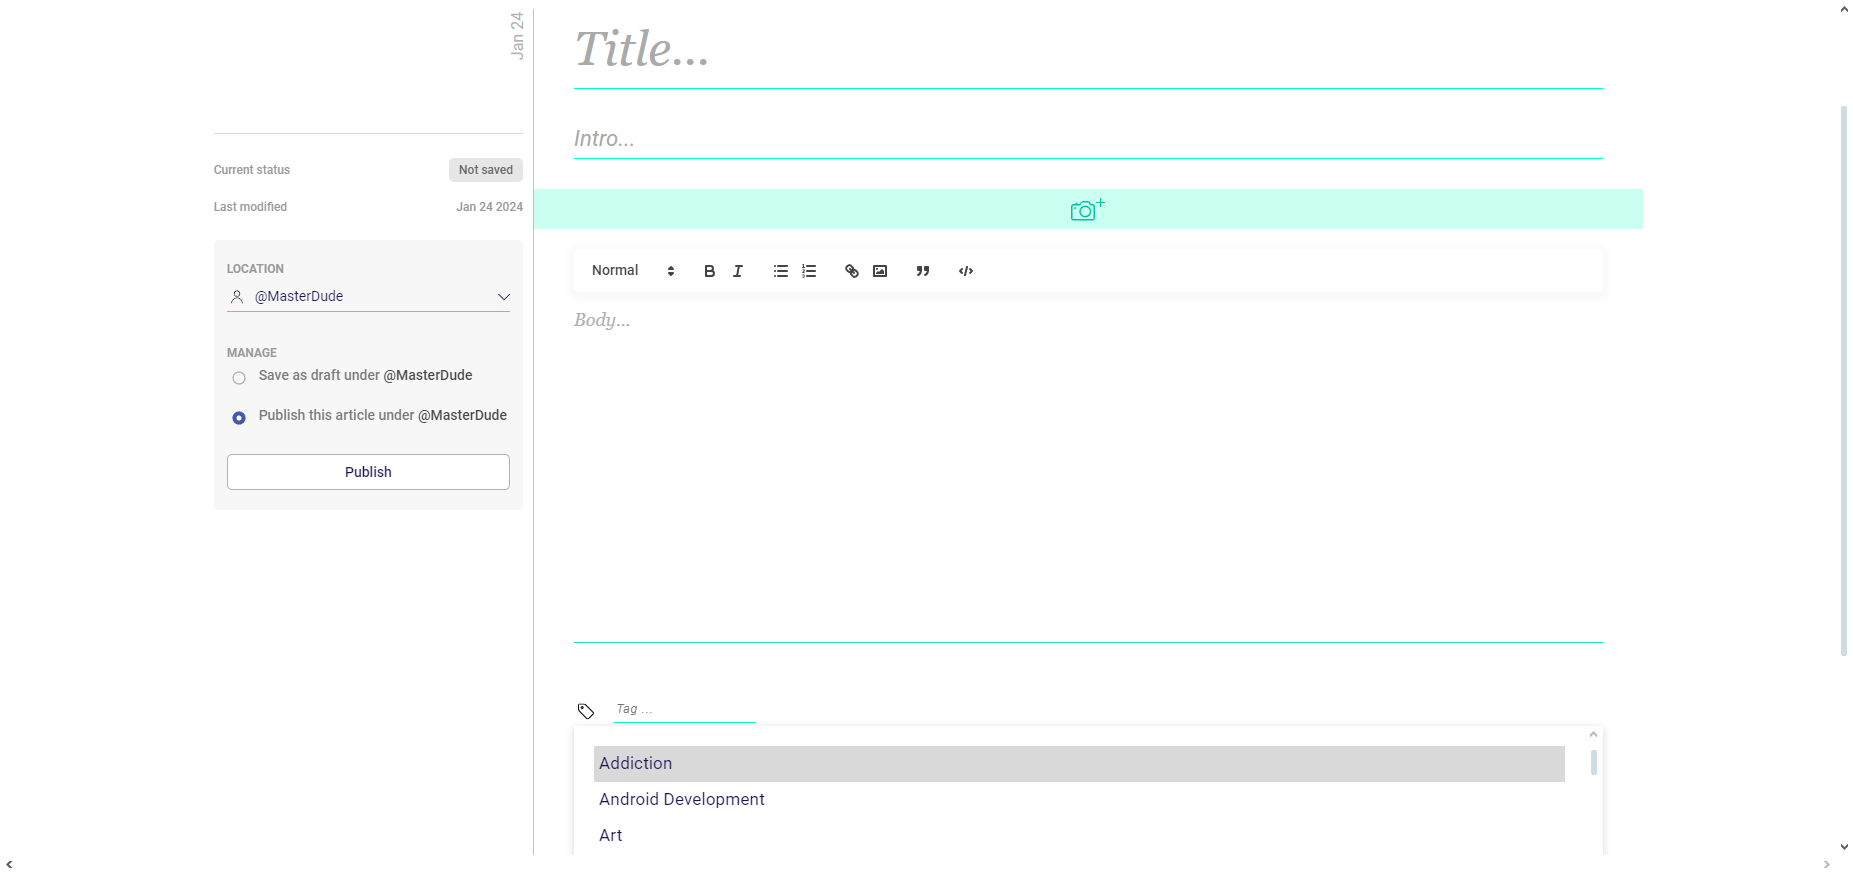 Jan 24
Current status
Not saved
Last modified
Jan 24 2024
LOCATION
@MasterDude
MANAGE
Save as draft under @MasterDude
Publish this article under @MasterDude
Publish
Title...
Intro...
Normal
Body...
Tag ...
Addiction
Android Development
Art